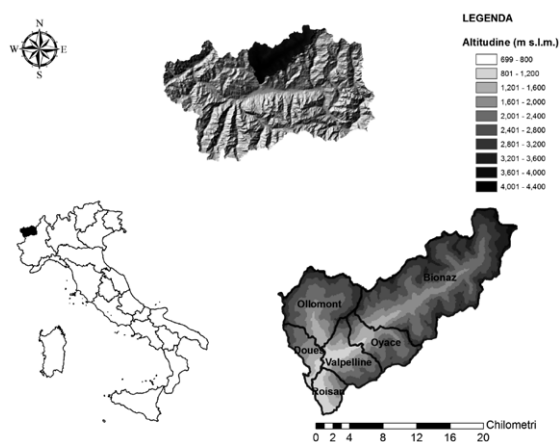 N
W E
S
LEGENDA
Altitudine (m s.l.m.)
699 - 800
801 - 1,200
1,201 - 1,600
1,601 - 2,000
2,001 - 2,400
2,401 - 2,800
2,801 - 3,200
3,201 - 3,600
3,601 - 4,000
4,001 - 4,400
Bionaz
Ollomont
Oyace
Doues
Valpelline
Roisan
Chilometri
0 2 4 8 12 16 20